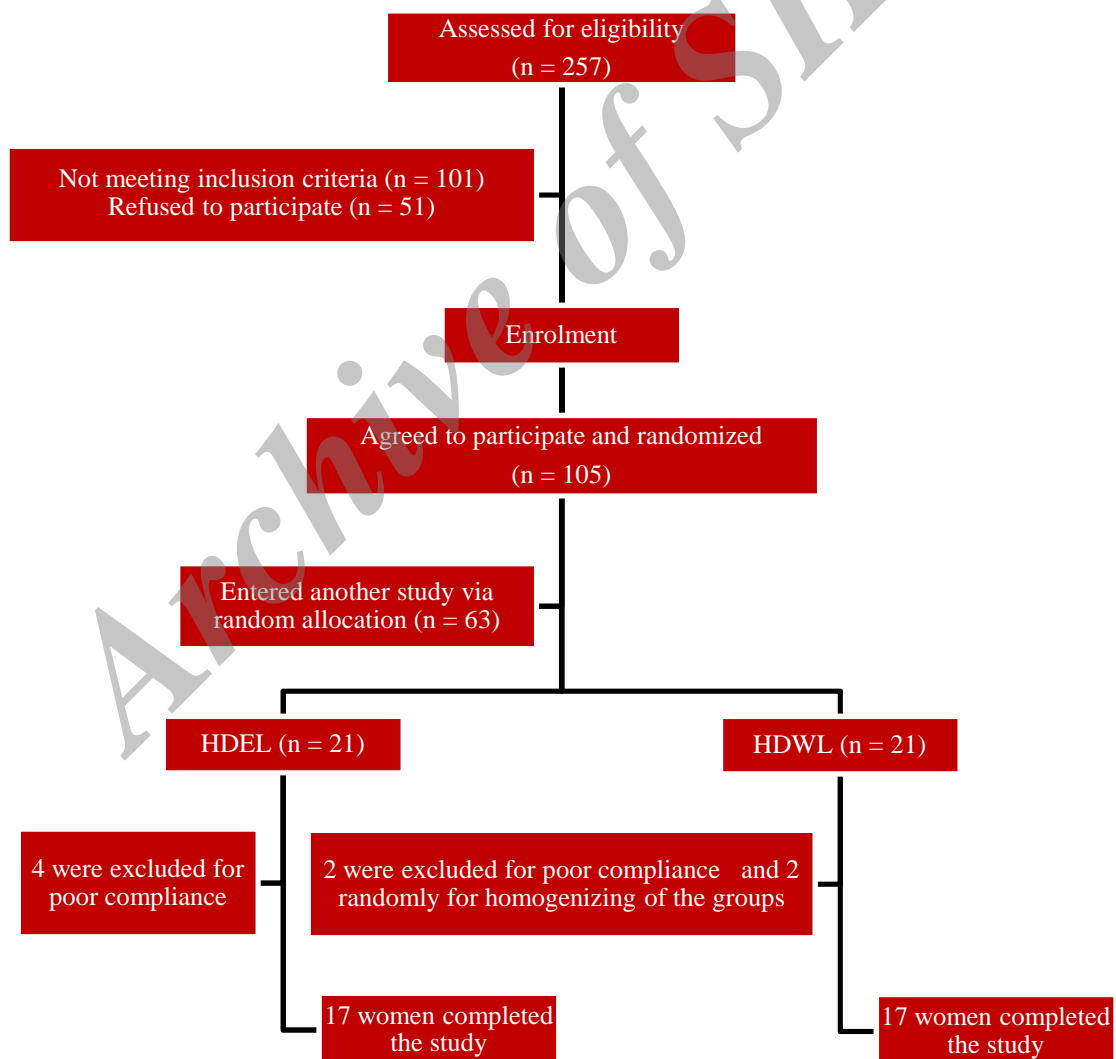 Assessed for eligibility
(n = 257)
Not meeting inclusion criteria (n = 101)
Refused to participate (n = 51)
Enrolment
Agreed to participate and randomized
(n = 105)
Entered another study via
random allocation (n = 63)
HDEL (n = 21)
HDWL (n = 21)
4 were excluded for
poor compliance
2 were excluded for poor compliance and 2
randomly for homogenizing of the groups
17 women completed
the study
17 women completed
the study
Archive of